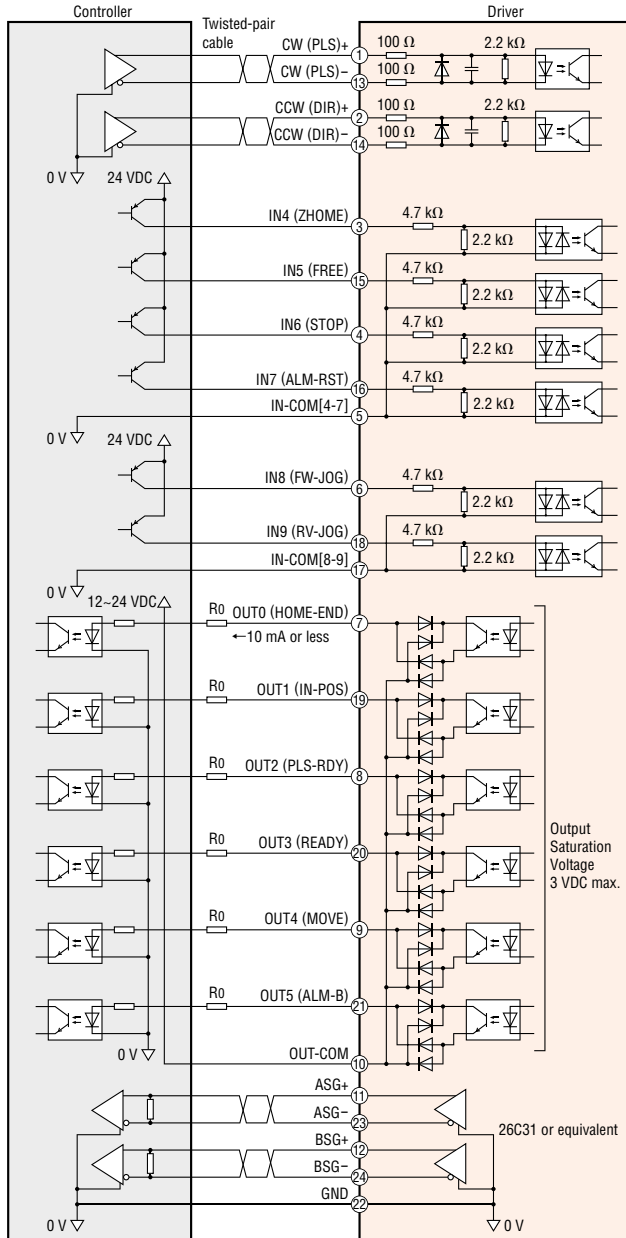 Controller
Twisted-pair
cable
Driver
CW (PLS)+
1
100 Ω
2.2 kΩ
CW (PLS)−
13
100 Ω
CCW (DIR)+
2
100 Ω
2.2 kΩ
CCW (DIR)−
14
100 Ω
0 V
24 VDC
IN4 (ZHOME)
3
4.7 kΩ
2.2 kΩ
IN5 (FREE)
15
4.7 kΩ
2.2 kΩ
IN6 (STOP)
4
4.7 kΩ
2.2 kΩ
IN7 (ALM-RST)
16
4.7 kΩ
2.2 kΩ
IN-COM[4-7]
5
0 V
24 VDC
IN8 (FW-JOG)
6
4.7 kΩ
2.2 kΩ
IN9 (RV-JOG)
18
4.7 kΩ
2.2 kΩ
IN-COM[8-9]
17
0 V
12~24 VDC
R0
OUT0 (HOME-END)
7
←10 mA or less
R0
OUT1 (IN-POS)
19
R0
OUT2 (PLS-RDY)
8
R0
OUT3 (READY)
20
Output
Saturation
Voltage
3 VDC max.
R0
OUT4 (MOVE)
9
R0
OUT5 (ALM-B)
21
0 V
OUT-COM
10
ASG+
11
ASG−
23
26C31 or equivalent
BSG+
12
BSG−
24
GND
22
0 V
0 V